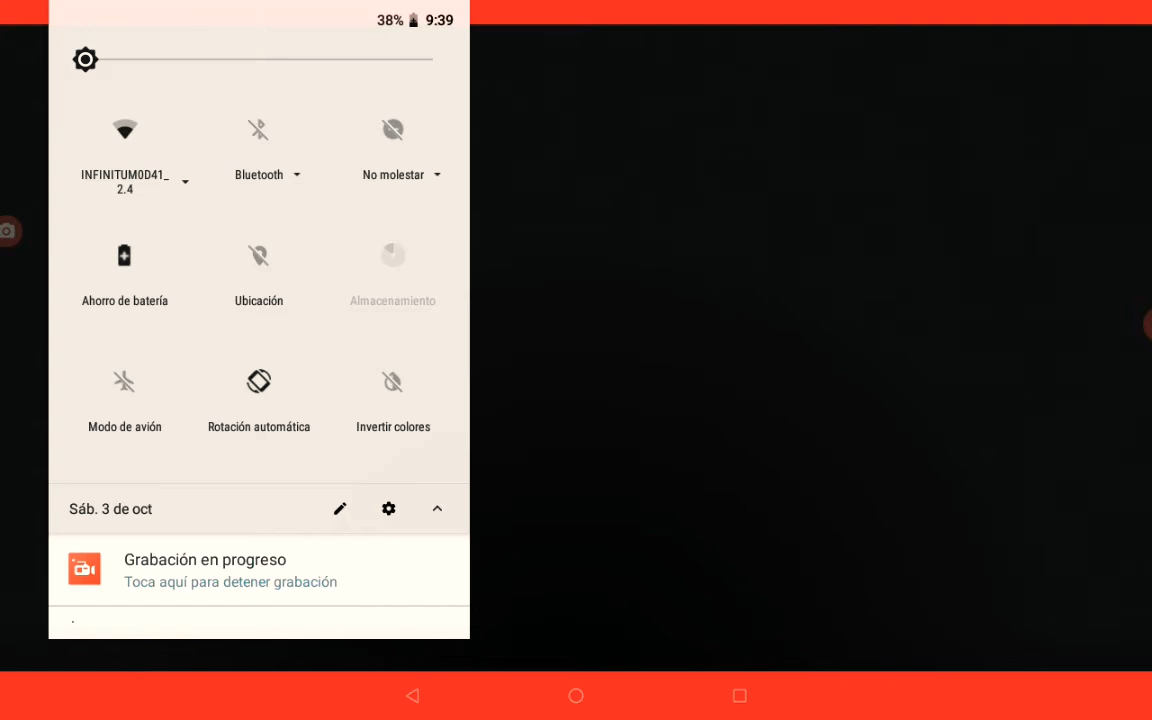 38% 9:39
INFINITUM0D41_
2.4
Bluetooth
No molestar
Ahorro de batería
Ubicación
Almacenamiento
Modo de avión
Rotación automática
Invertir colores
Sáb. 3 de oct
Grabación en progreso
Toca aquí para detener grabación
.